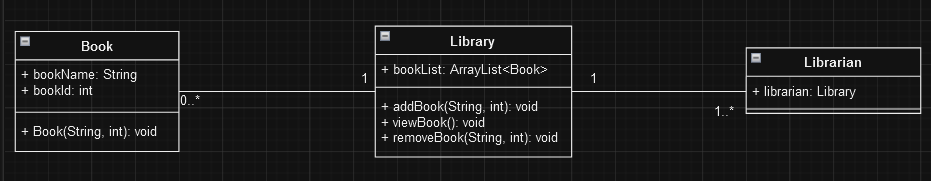 Book
+ bookName: String
+ bookId: int
+ Book(String, int): void
0..*
1
Library
+ bookList: ArrayList<Book>
+ addBook(String, int): void
+ viewBook(): void
+ removeBook(String, int): void
1
1..*
Librarian
+ librarian: Library